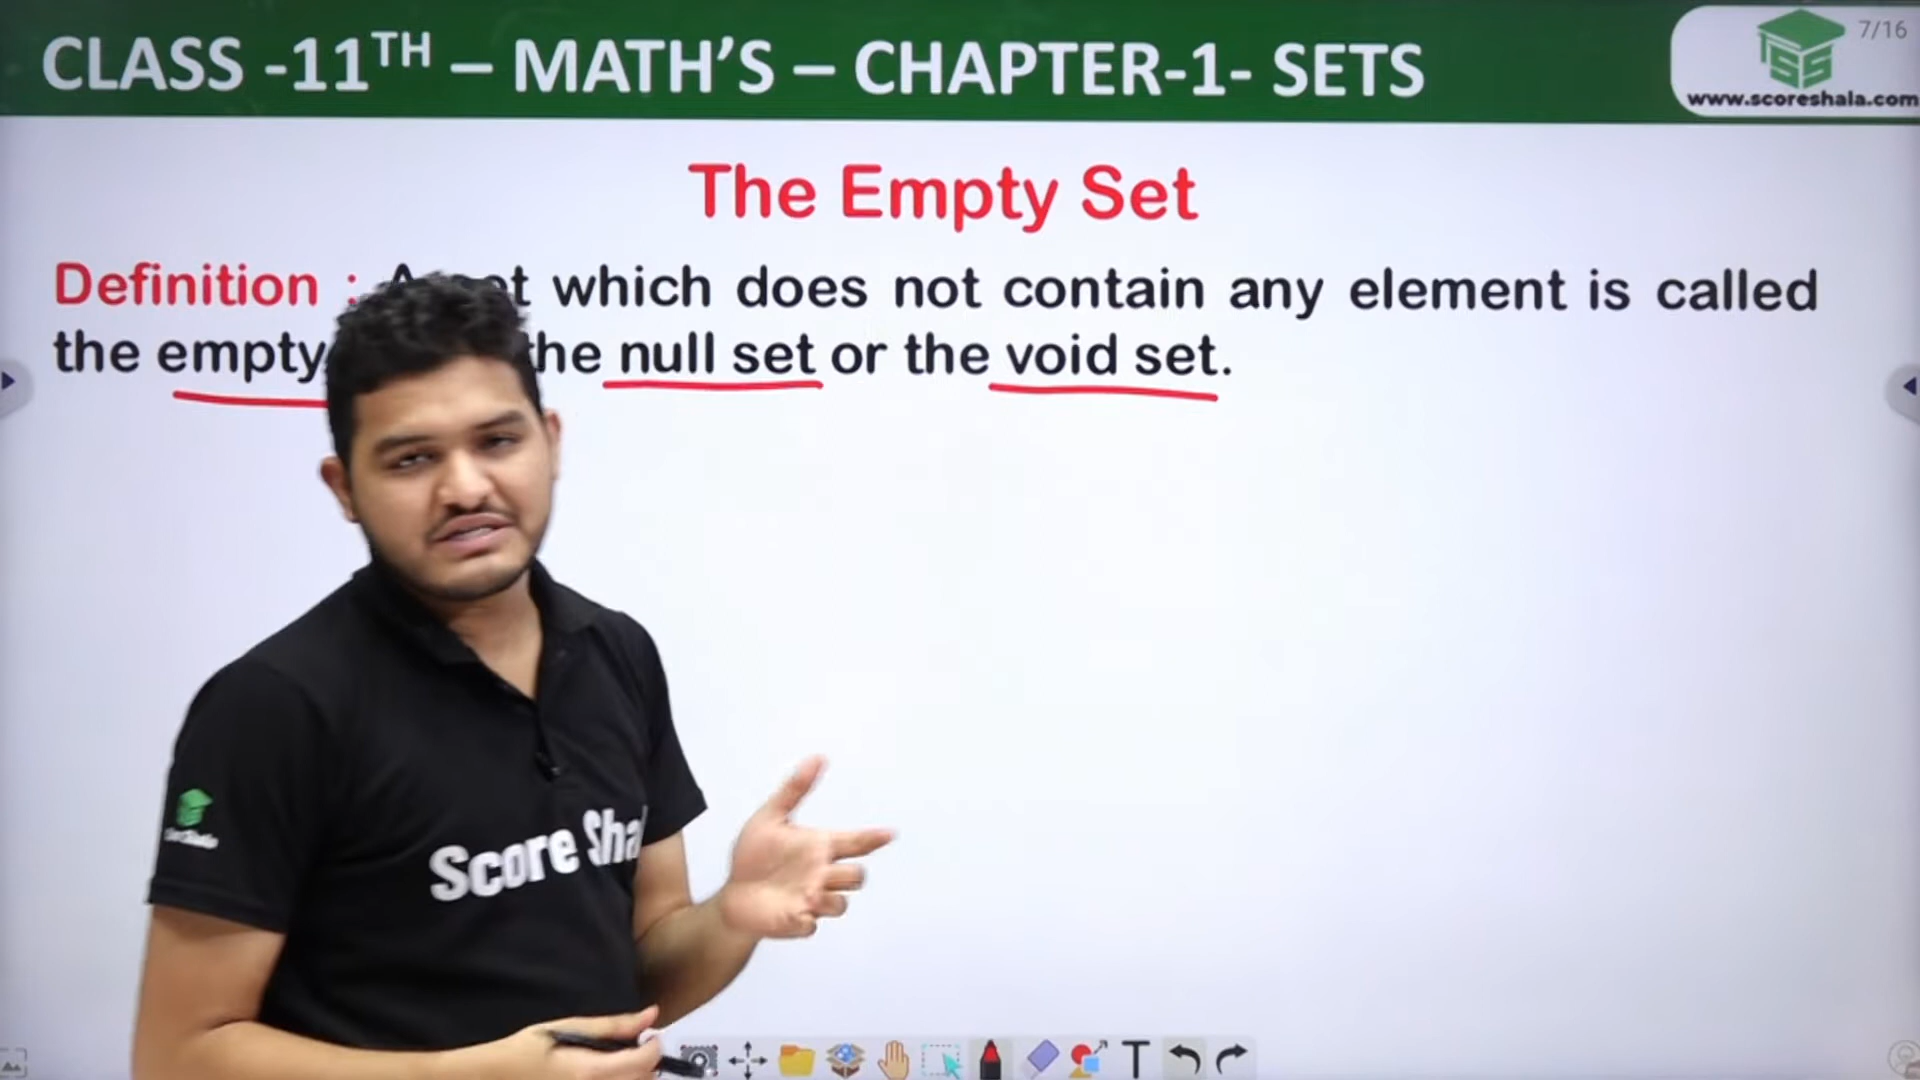 CLASS -11TH – MATH'S – CHAPTER-1- SETS
7/16
www.scoreshala.com
The Empty Set
Definition : which does not contain any element is called
the empty the null set or the void set.
Score Sha